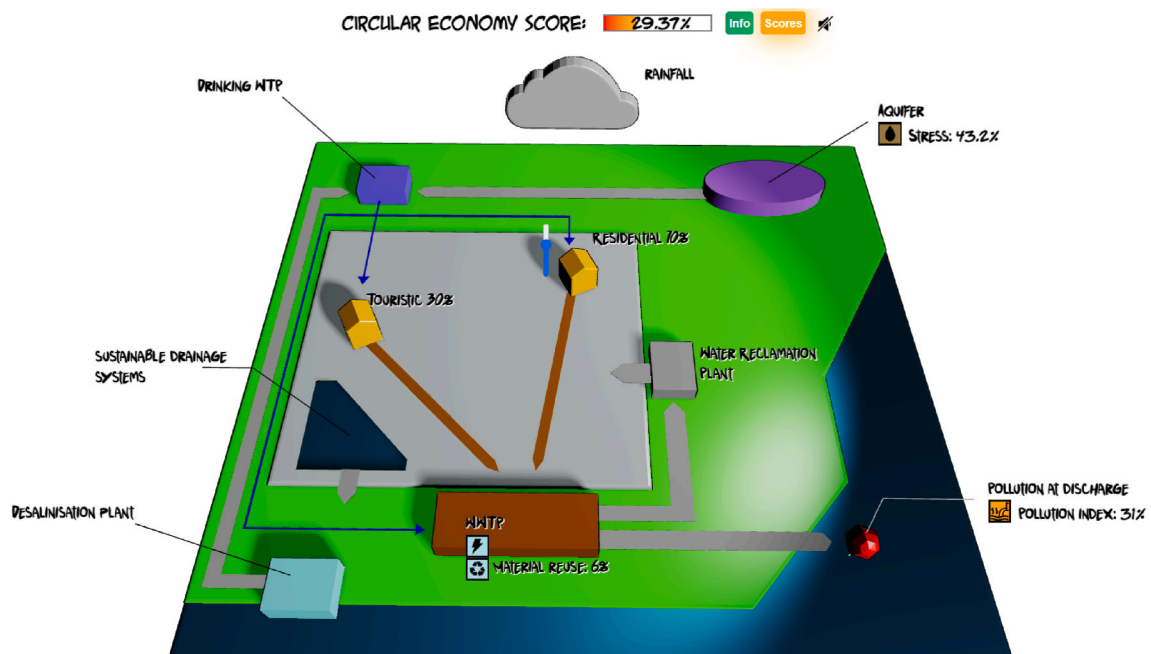 CIRCULAR ECONOMY SCORE: 29.37% Info Scores
RAINFALL
DRINKING WTP
AQUIFER
STRESS: 43.2%
RESIDENTIAL 70%
TOURISTIC 30%
SUSTAINABLE DRAINAGE
SYSTEMS
WATER RECLAMATION
PLANT
DESALINISATION PLANT
POLLUTION AT DISCHARGE
POLLUTION INDEX: 31%
WWTP
MATERIAL REUSE: 6%